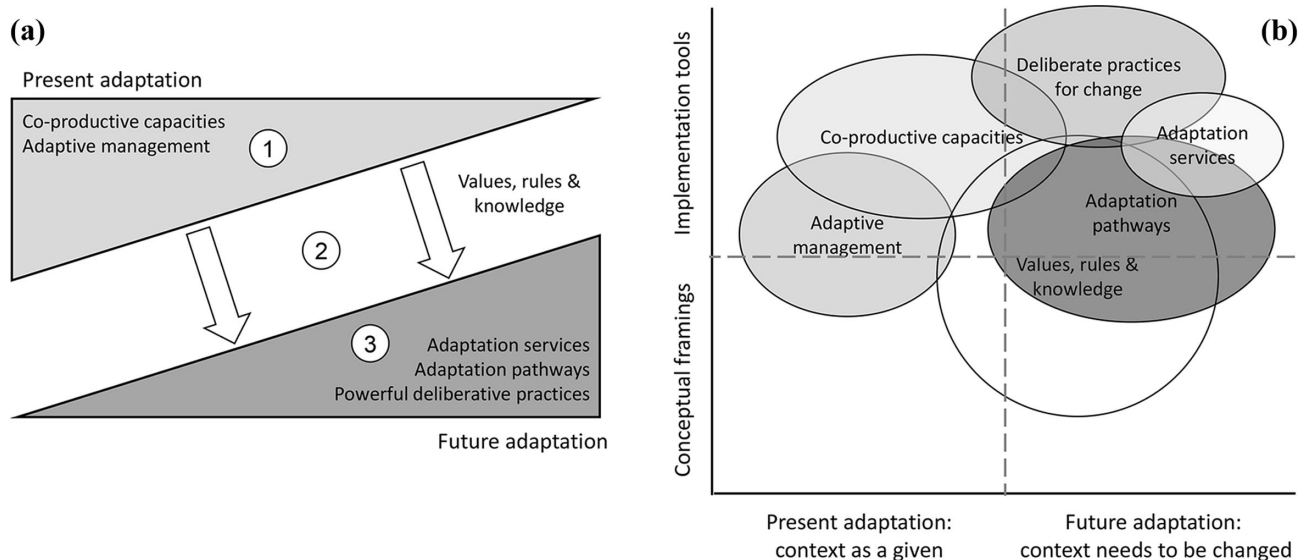 (a)
Present adaptation
Co-productive capacities
Adaptive management
1
Values, rules &
knowledge
2
3
Adaptation services
Adaptation pathways
Powerful deliberative practices
Future adaptation
(b)
Implementation tools
Conceptual framings
Deliberate practices
for change
Co-productive capacities
Adaptation
services
Adaptive
management
Adaptation
pathways
Values, rules &
knowledge
Present adaptation:
context as a given
Future adaptation:
context needs to be changed